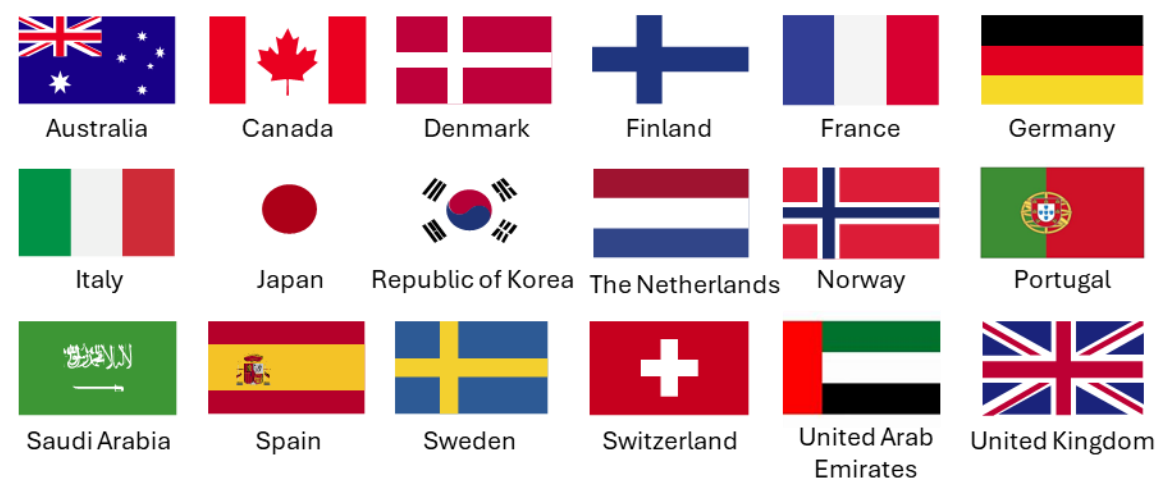 Australia
Canada
Denmark
Finland
France
Germany
Italy
Japan
Republic of Korea
The Netherlands
Norway
Portugal
Saudi Arabia
Spain
Sweden
Switzerland
United Arab
Emirates
United Kingdom